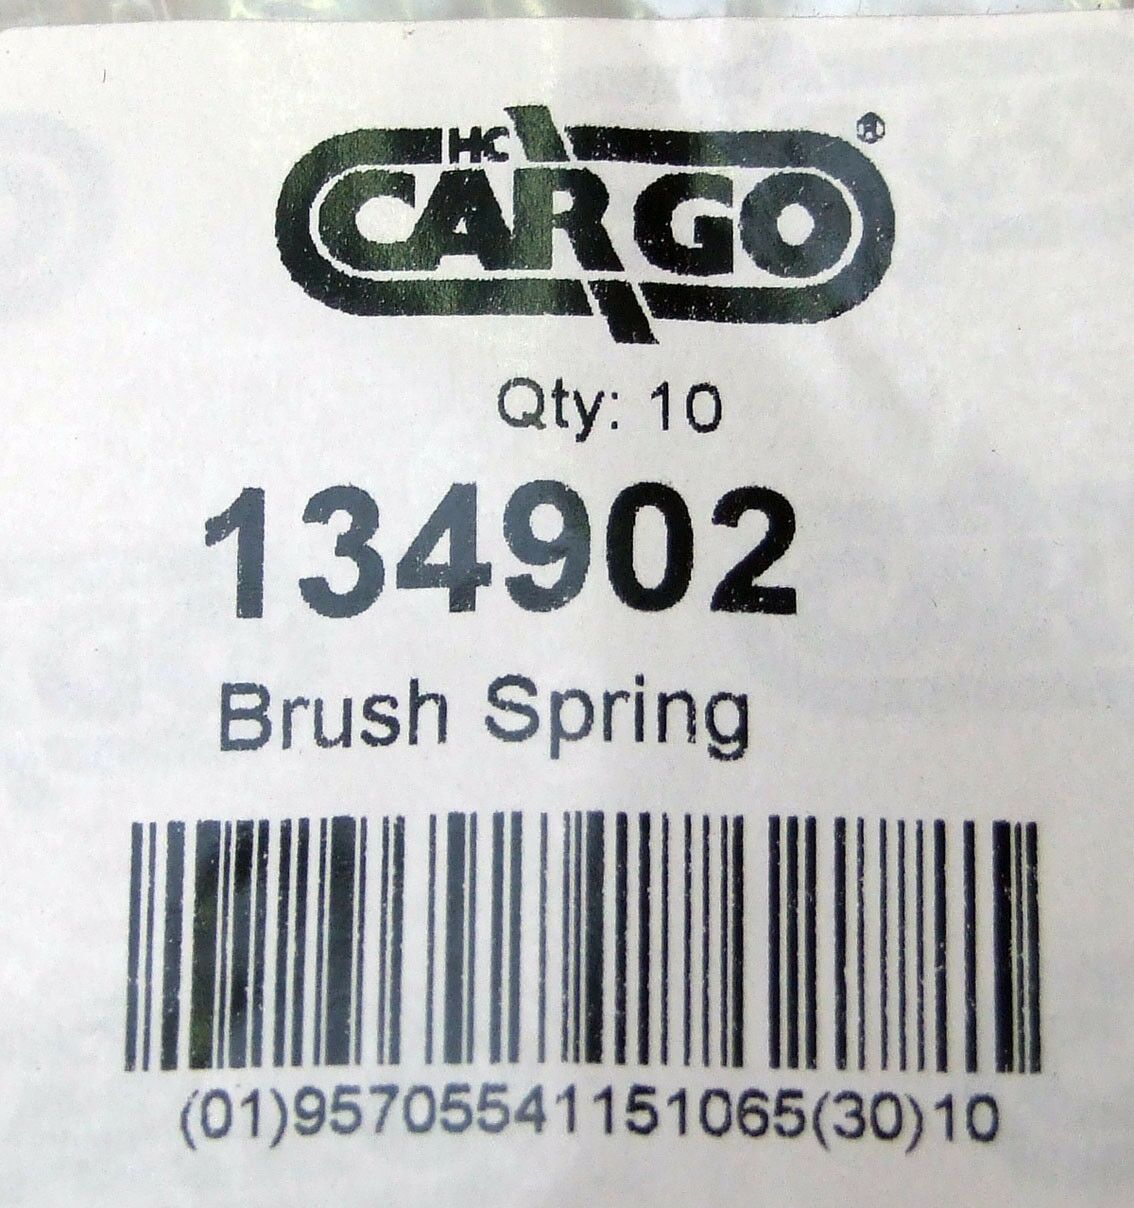 HC
CARGO®
Qty: 10
134902
Brush Spring
(01)95705541151065(30)10